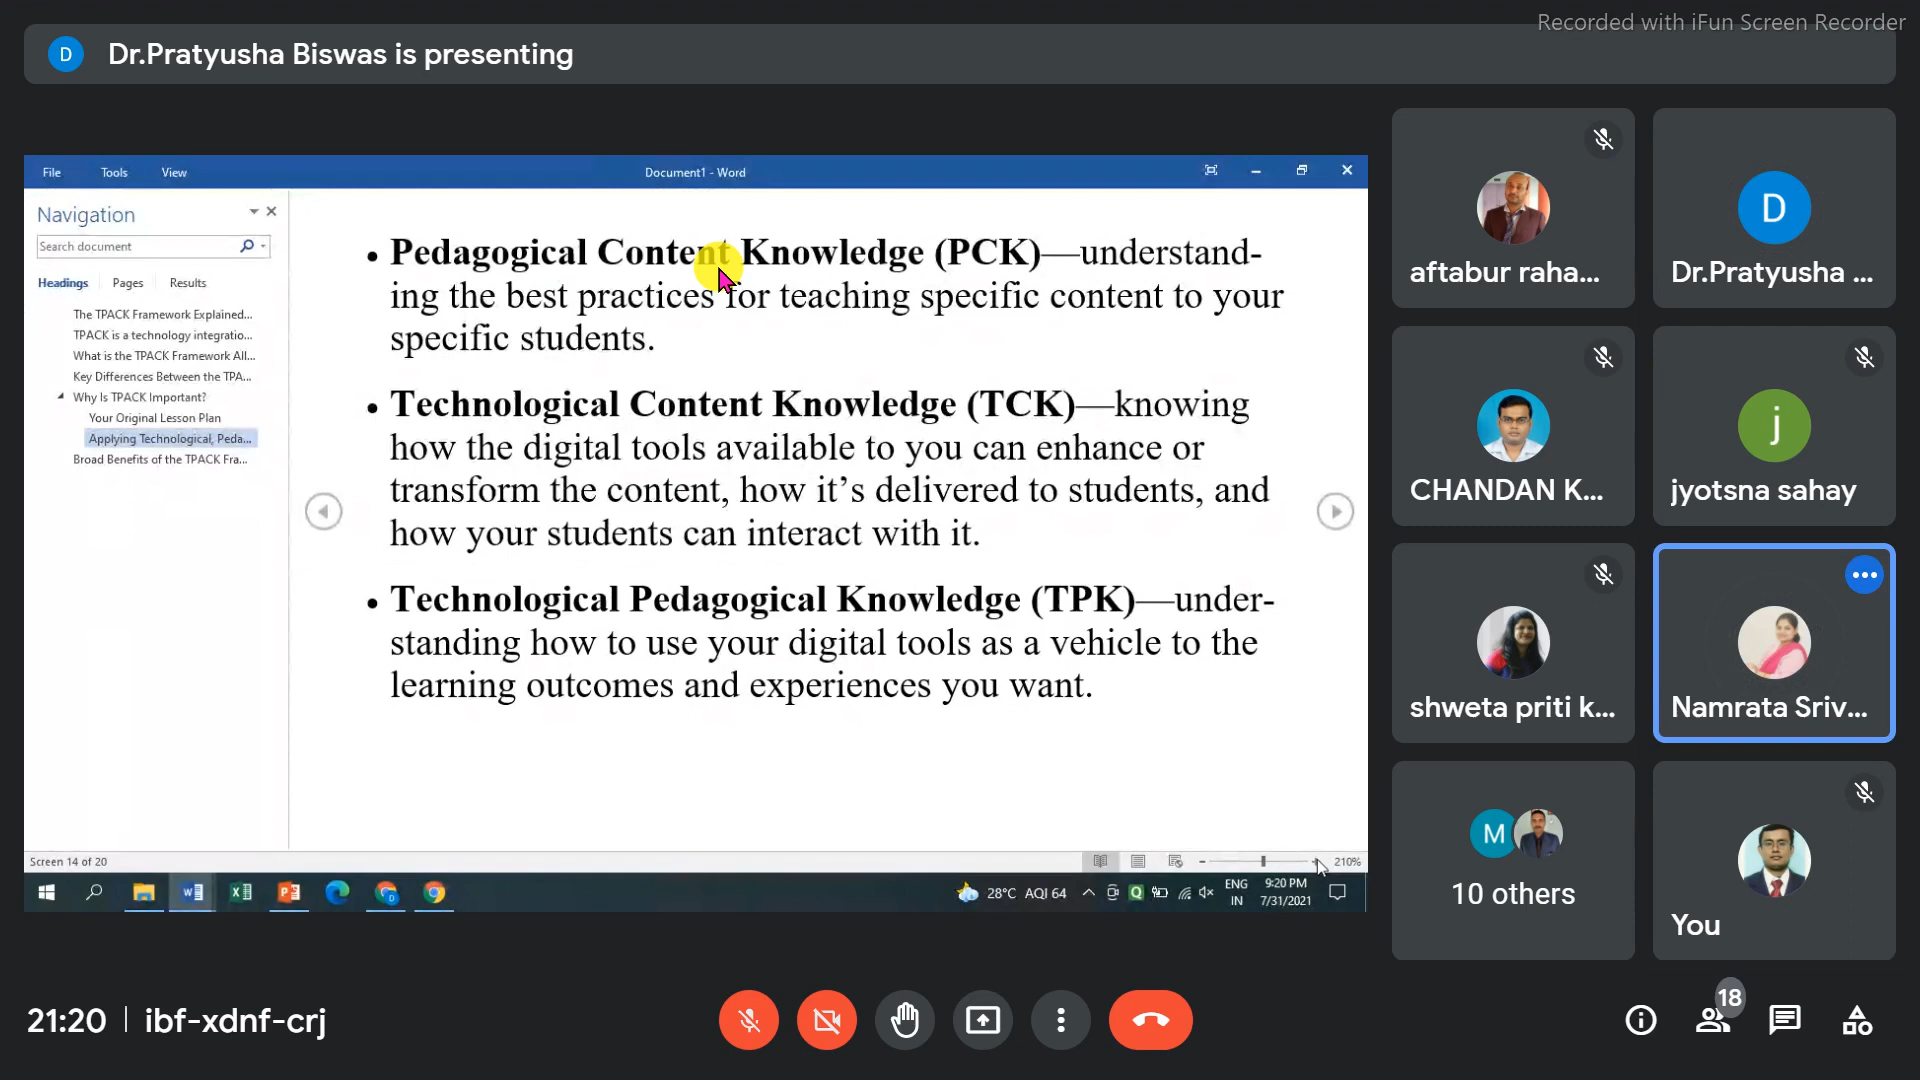 Recorded with iFun Screen Recorder
D Dr.Pratyusha Biswas is presenting
File Tools View Document1 - Word
Navigation
Search document
Headings Pages Results
The TPACK Framework Explained...
TPACK is a technology integratio...
What is the TPACK Framework All...
Key Differences Between the TPA...
Why Is TPACK Important?
Your Original Lesson Plan
Applying Technological, Peda...
Broad Benefits of the TPACK Fra...
• Pedagogical Content Knowledge (PCK)—understand-
ing the best practices for teaching specific content to your
specific students.
• Technological Content Knowledge (TCK)—knowing
how the digital tools available to you can enhance or
transform the content, how it’s delivered to students, and
how your students can interact with it.
• Technological Pedagogical Knowledge (TPK)—under-
standing how to use your digital tools as a vehicle to the
learning outcomes and experiences you want.
Screen 14 of 20
210%
28°C AQI 64
ENG
IN
9:20 PM
7/31/2021
aftabur raha...
D
Dr.Pratyusha ...
CHANDAN K...
j
jyotsna sahay
shweta priti k...
Namrata Sriv...
M
10 others
You
21:20 | ibf-xdnf-crj
18